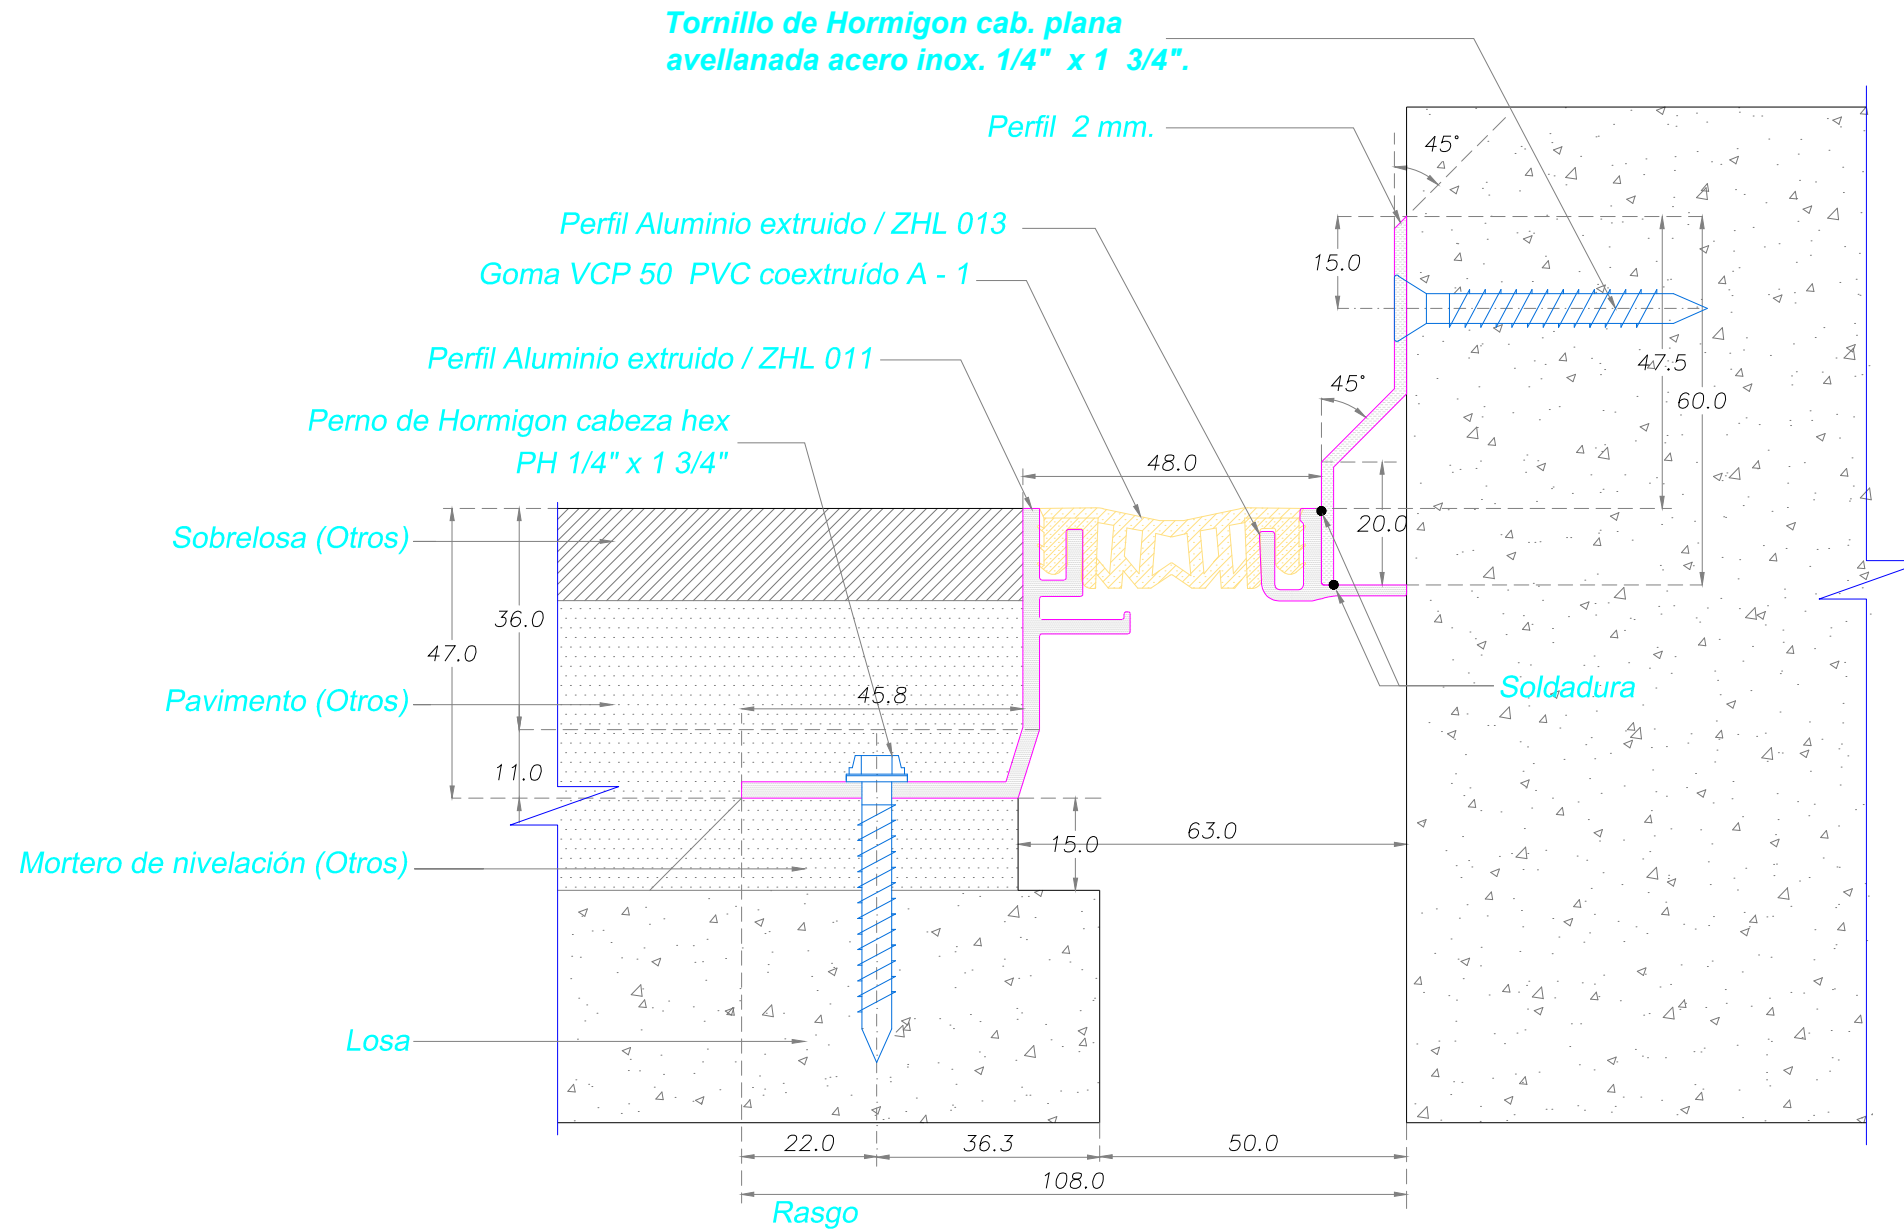 Tornillo de Hormigon cab. plana
avellanada acero inox. 1/4" x 1 3/4".
Perfil 2 mm.
45°
Perfil Aluminio extruido / ZHL 013
15.0
Goma VCP 50 PVC coextruído A - 1
Perfil Aluminio extruido / ZHL 011
47.5
45°
60.0
Perno de Hormigon cabeza hex
PH 1/4" x 1 3/4"
48.0
20.0
Sobrelosa (Otros)
36.0
47.0
Soldadura
Pavimento (Otros)
45.8
11.0
63.0
15.0
Mortero de nivelación (Otros)
Losa
22.0
36.3
50.0
108.0
Rasgo